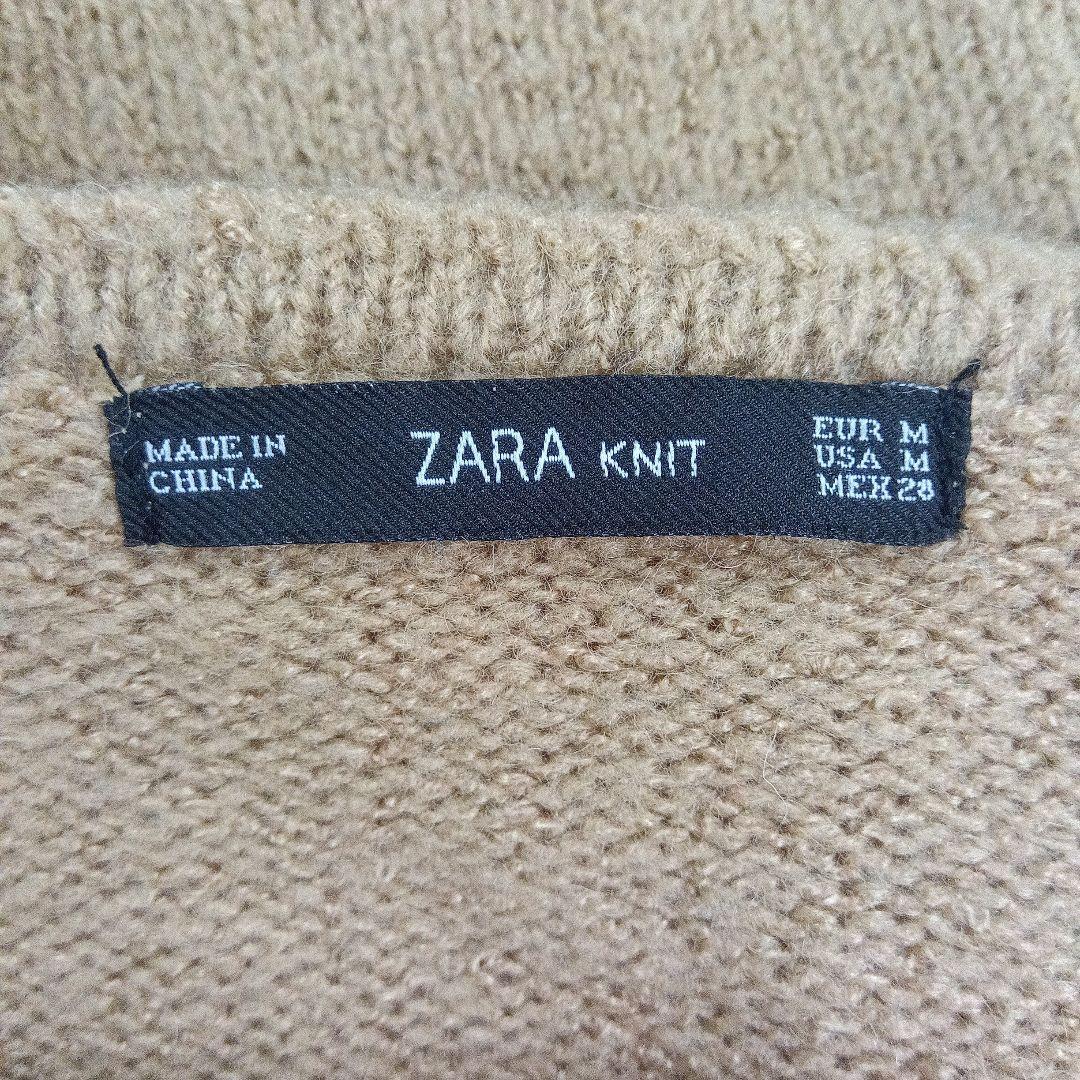 MADE IN
CHINA
ZARA KNIT
EUR M
USA M
MEX 28